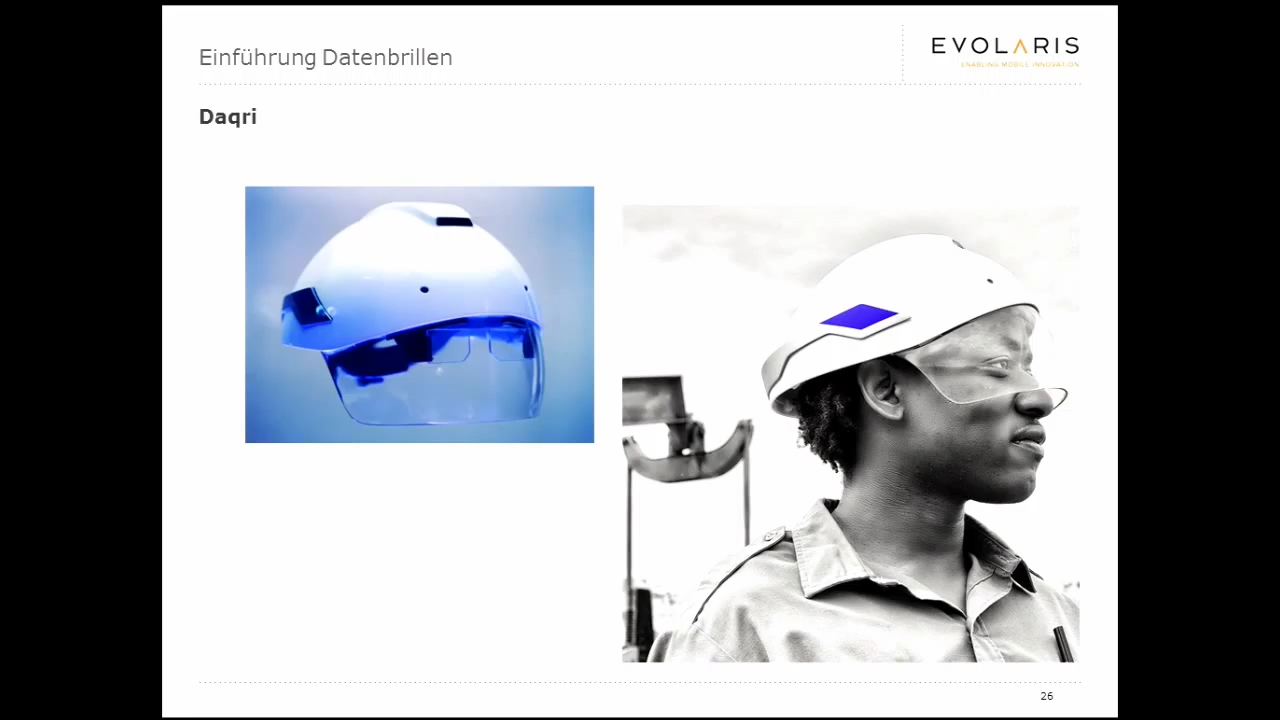 Einführung Datenbrillen
EVOLARIS
ENABLING MOBILE INNOVATION
Daqri
26